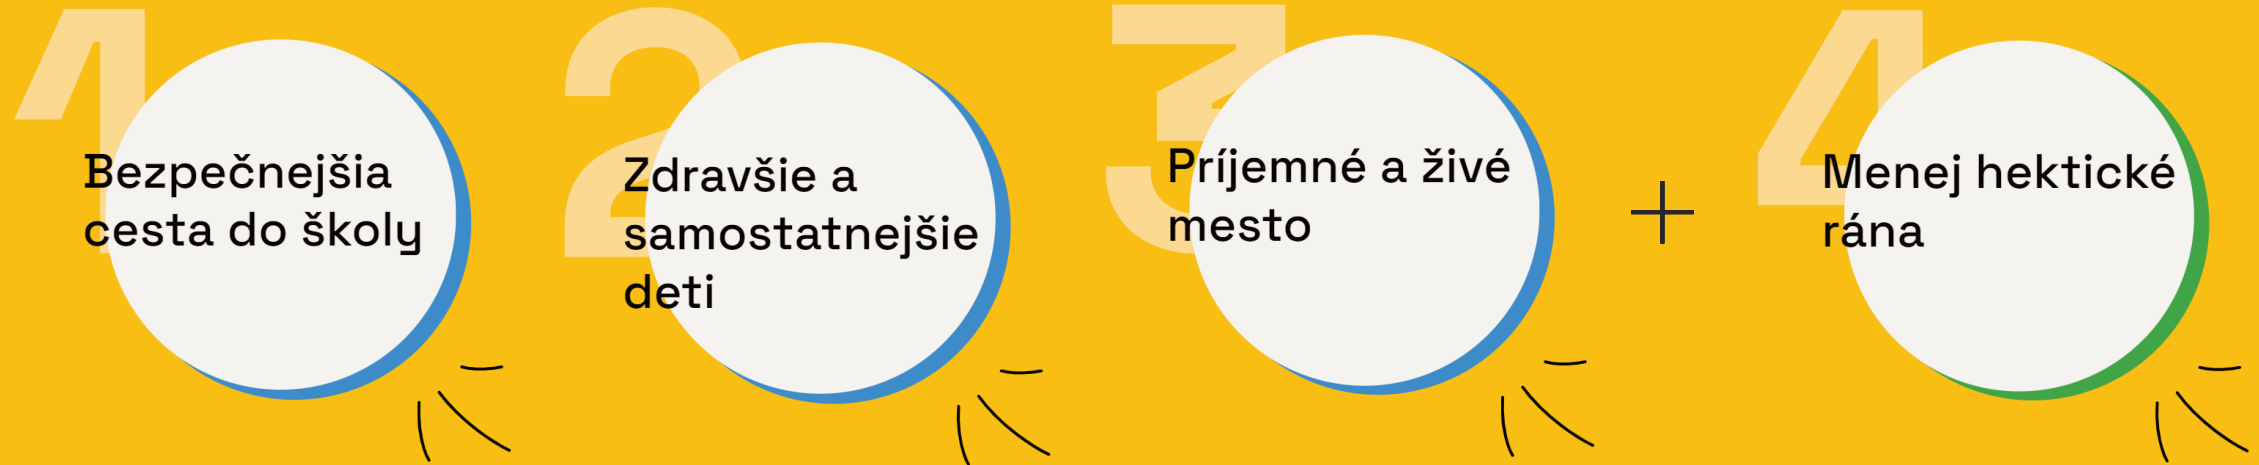 1
Bezpečnejšia
cesta do školy
2
Zdravšie a
samostatnejšie
deti
3
Príjemné a živé
mesto
+
4
Menej hektické
rána